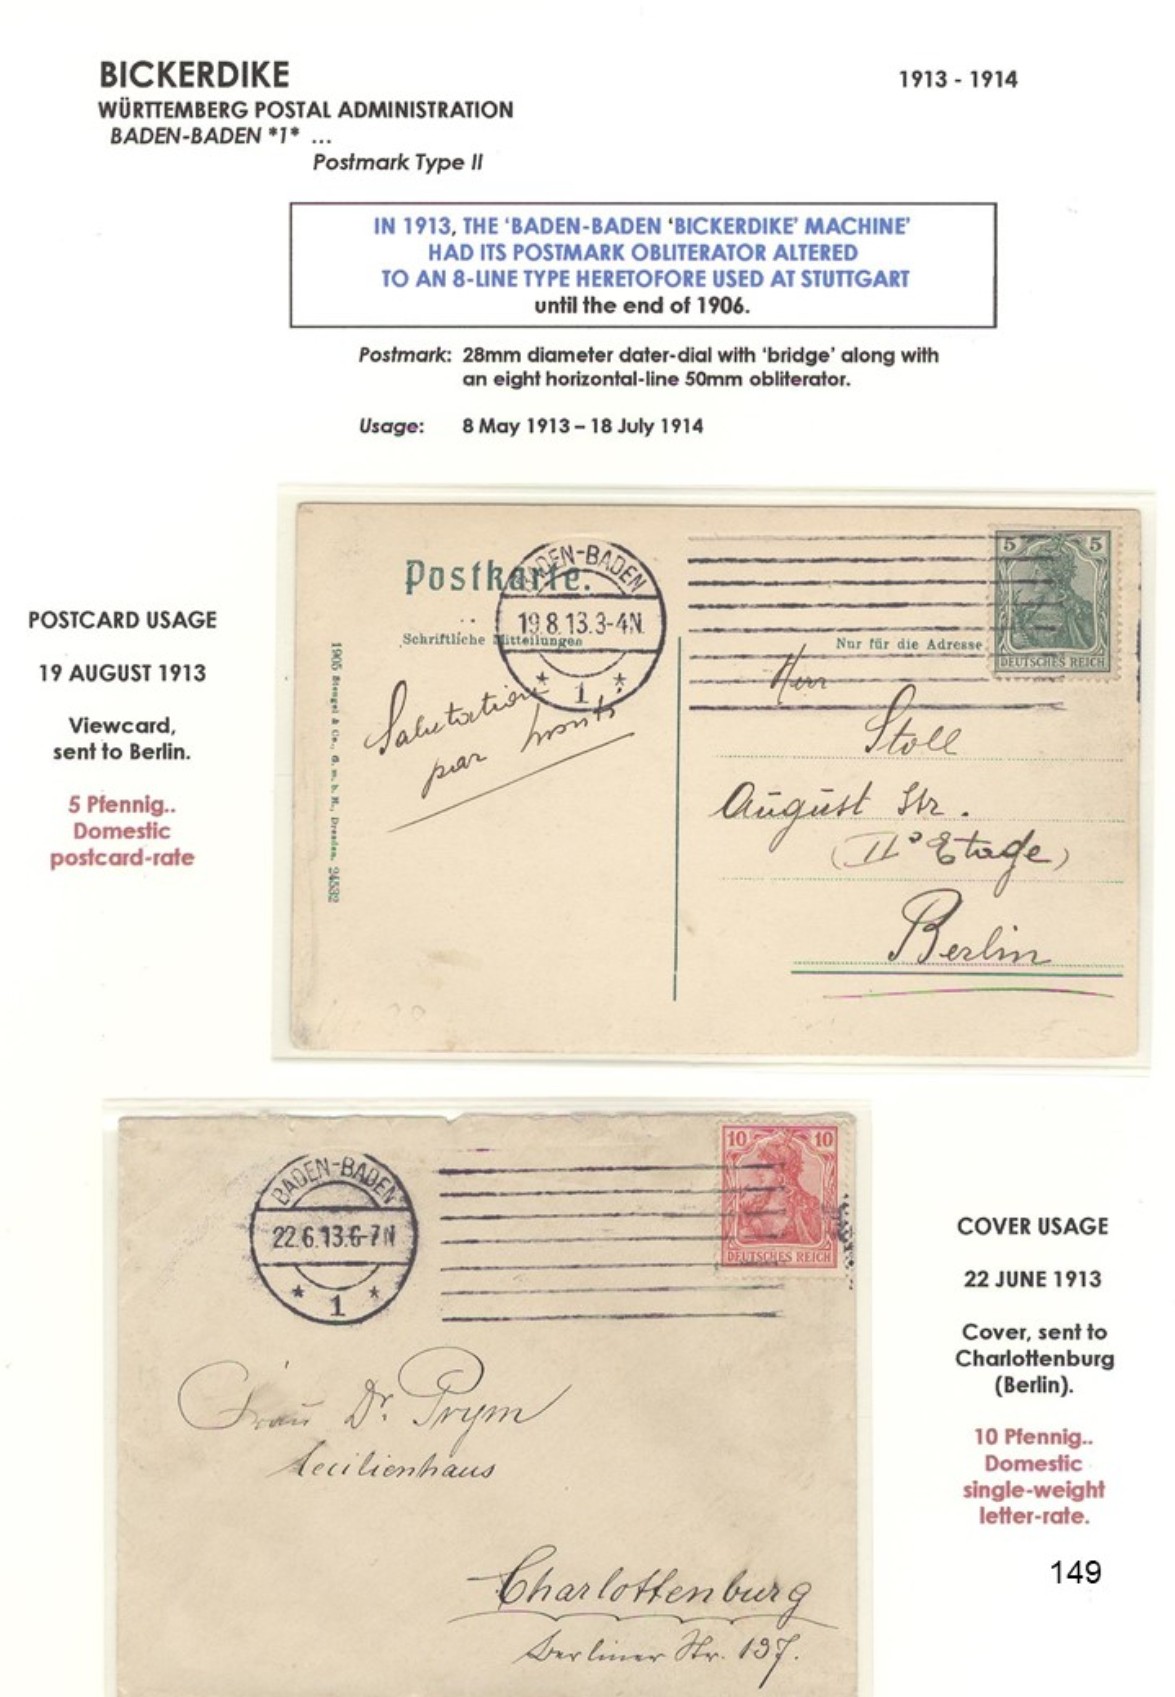 BICKERDIKE
1913 - 1914
WÜRTTEMBERG POSTAL ADMINISTRATION
BADEN-BADEN *1* ...
Postmark Type II
IN 1913, THE 'BADEN-BADEN 'BICKERDIKE' MACHINE'
HAD ITS POSTMARK OBLITERATOR ALTERED
TO AN 8-LINE TYPE HERETOFORE USED AT STUTTGART
until the end of 1906.
Postmark: 28mm diameter dater-dial with 'bridge' along with
an eight horizontal-line 50mm obliterator.
Usage: 8 May 1913 – 18 July 1914
POSTCARD USAGE
19 AUGUST 1913
Viewcard,
sent to Berlin.
5 Pfennig..
Domestic
postcard-rate
Postkarte.
BADEN-BADEN
19.8.13.3-4N.
* 1 *
5 5
DEUTSCHES REICH
Schriftliche Mitteilungen
Nur für die Adresse
1905 Stengel & Co., G. m. b. H., Dresden. 24532
Salutations
par
Herr
Stoll
August Str.
(II° Etage)
Berlin
BADEN-BADEN
22.6.13.6-7N
* 1 *
10 10
DEUTSCHES REICH
Frau Dr. Prym
Cecilienhaus
Charlottenburg
Berliner Str. 137.
COVER USAGE
22 JUNE 1913
Cover, sent to
Charlottenburg
(Berlin).
10 Pfennig..
Domestic
single-weight
letter-rate.
149